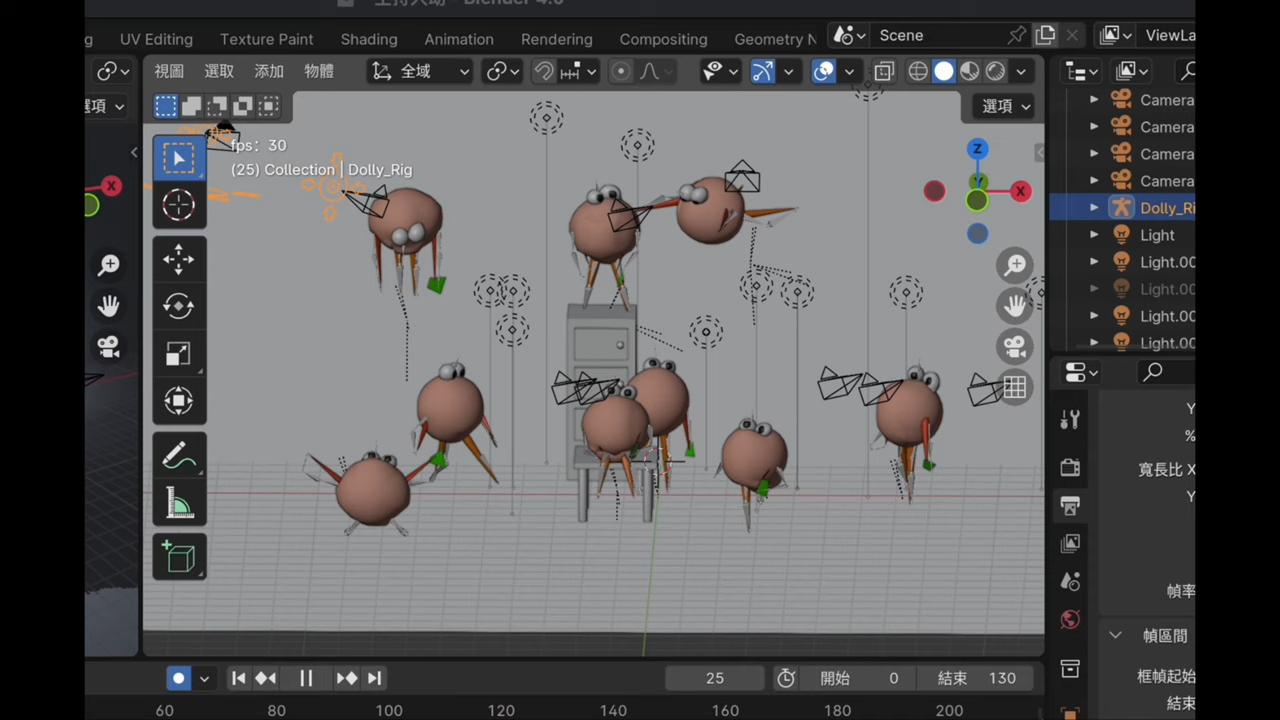 UV Editing Texture Paint Shading Animation Rendering Compositing Geometry N Scene ViewLa
視圖 選取 添加 物體 全域
選項 選項
fps: 30
(25) Collection | Dolly_Rig
Z
X X
Y
Camera
Camera
Camera
Camera
Dolly_Ri
Light
Light.00
Light.00
Light.00
Light.00
Y
%
寬長比 X
Y
幀率
幀區間
框幀起始
結束
25 開始 0 結束 130
60 80 100 120 140 160 180 200